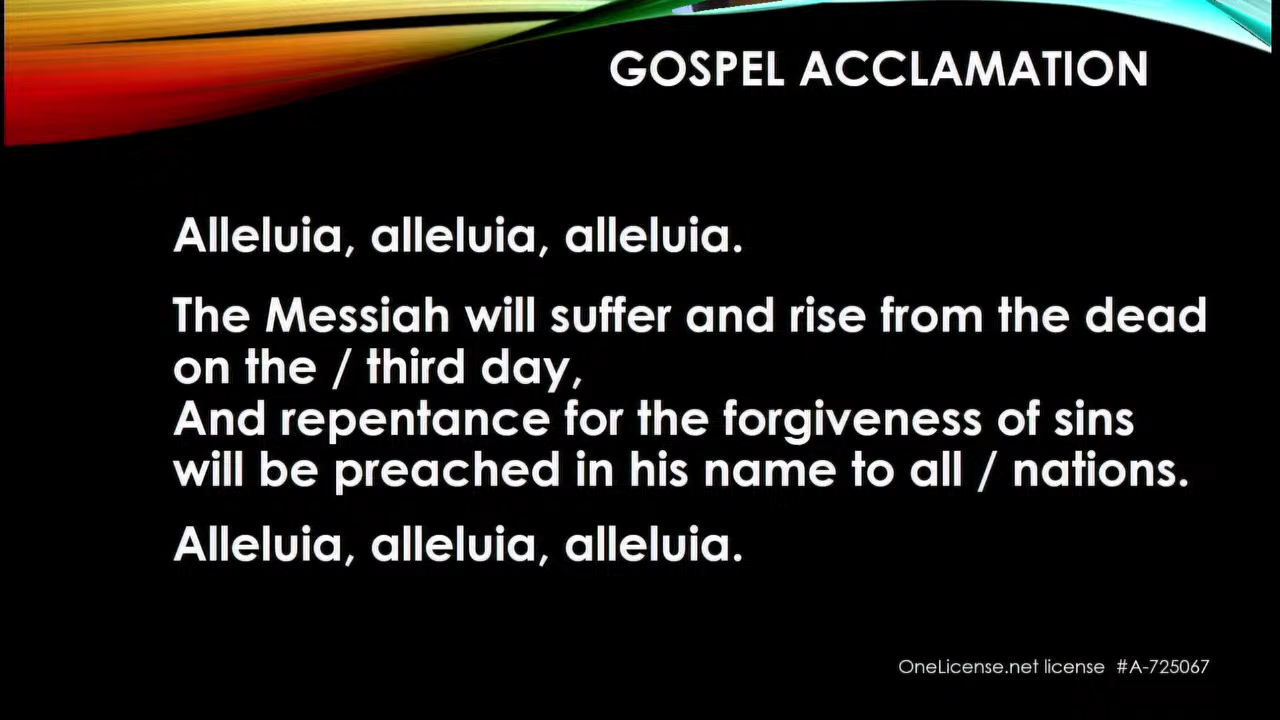 GOSPEL ACCLAMATION
Alleluia, alleluia, alleluia.
The Messiah will suffer and rise from the dead
on the / third day,
And repentance for the forgiveness of sins
will be preached in his name to all / nations.
Alleluia, alleluia, alleluia.
OneLicense.net license #A-725067